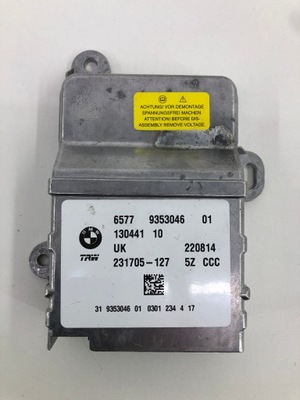 ACHTUNG! VOR DEMONTAGE
SPANNUNGSFREI MACHEN
ATTENTION! BEFORE DIS-
ASSEMBLY REMOVE VOLTAGE.
6577 9353046 01
130441 10
UK 220814
TRW 231705-127 5Z CCC
31 9353046 01 0301 234 4 17